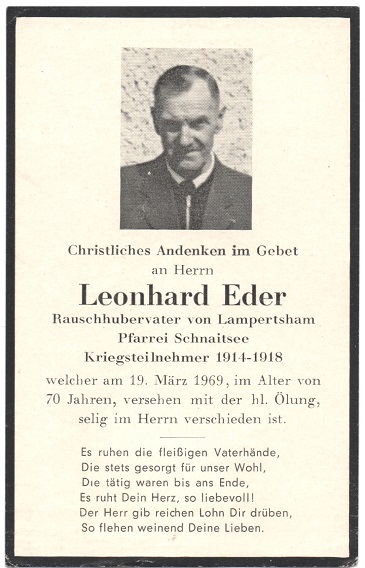 Christliches Andenken im Gebet
an Herrn
Leonhard Eder
Rauschhubervater von Lampertsham
Pfarrei Schnaitsee
Kriegsteilnehmer 1914-1918
welcher am 19. März 1969, im Alter von
70 Jahren, versehen mit der hl. Ölung,
selig im Herrn verschieden ist.
Es ruhen die fleißigen Vaterhände,
Die stets gesorgt für unser Wohl,
Die tätig waren bis ans Ende,
Es ruht Dein Herz, so liebevoll!
Der Herr gib reichen Lohn Dir drüben,
So flehen weinend Deine Lieben.